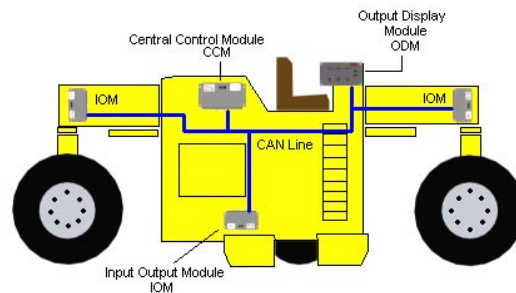 Central Control Module
CCM
Output Display
Module
ODM
IOM
IOM
CAN Line
Input Output Module
IOM